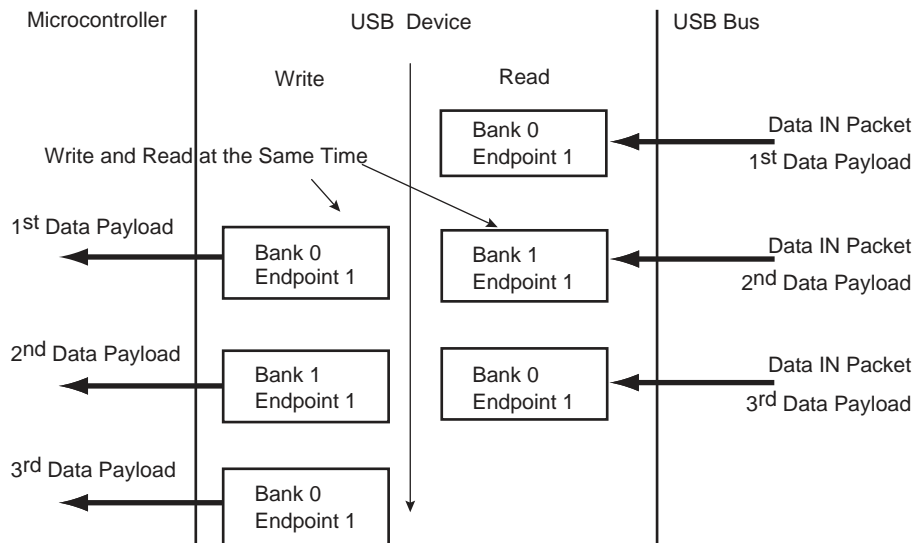 Microcontroller
USB Device
USB Bus
Write
Read
Bank 0
Endpoint 1
Data IN Packet
1st Data Payload
Write and Read at the Same Time
1st Data Payload
Bank 0
Endpoint 1
Bank 1
Endpoint 1
Data IN Packet
2nd Data Payload
2nd Data Payload
Bank 1
Endpoint 1
Bank 0
Endpoint 1
Data IN Packet
3rd Data Payload
3rd Data Payload
Bank 0
Endpoint 1